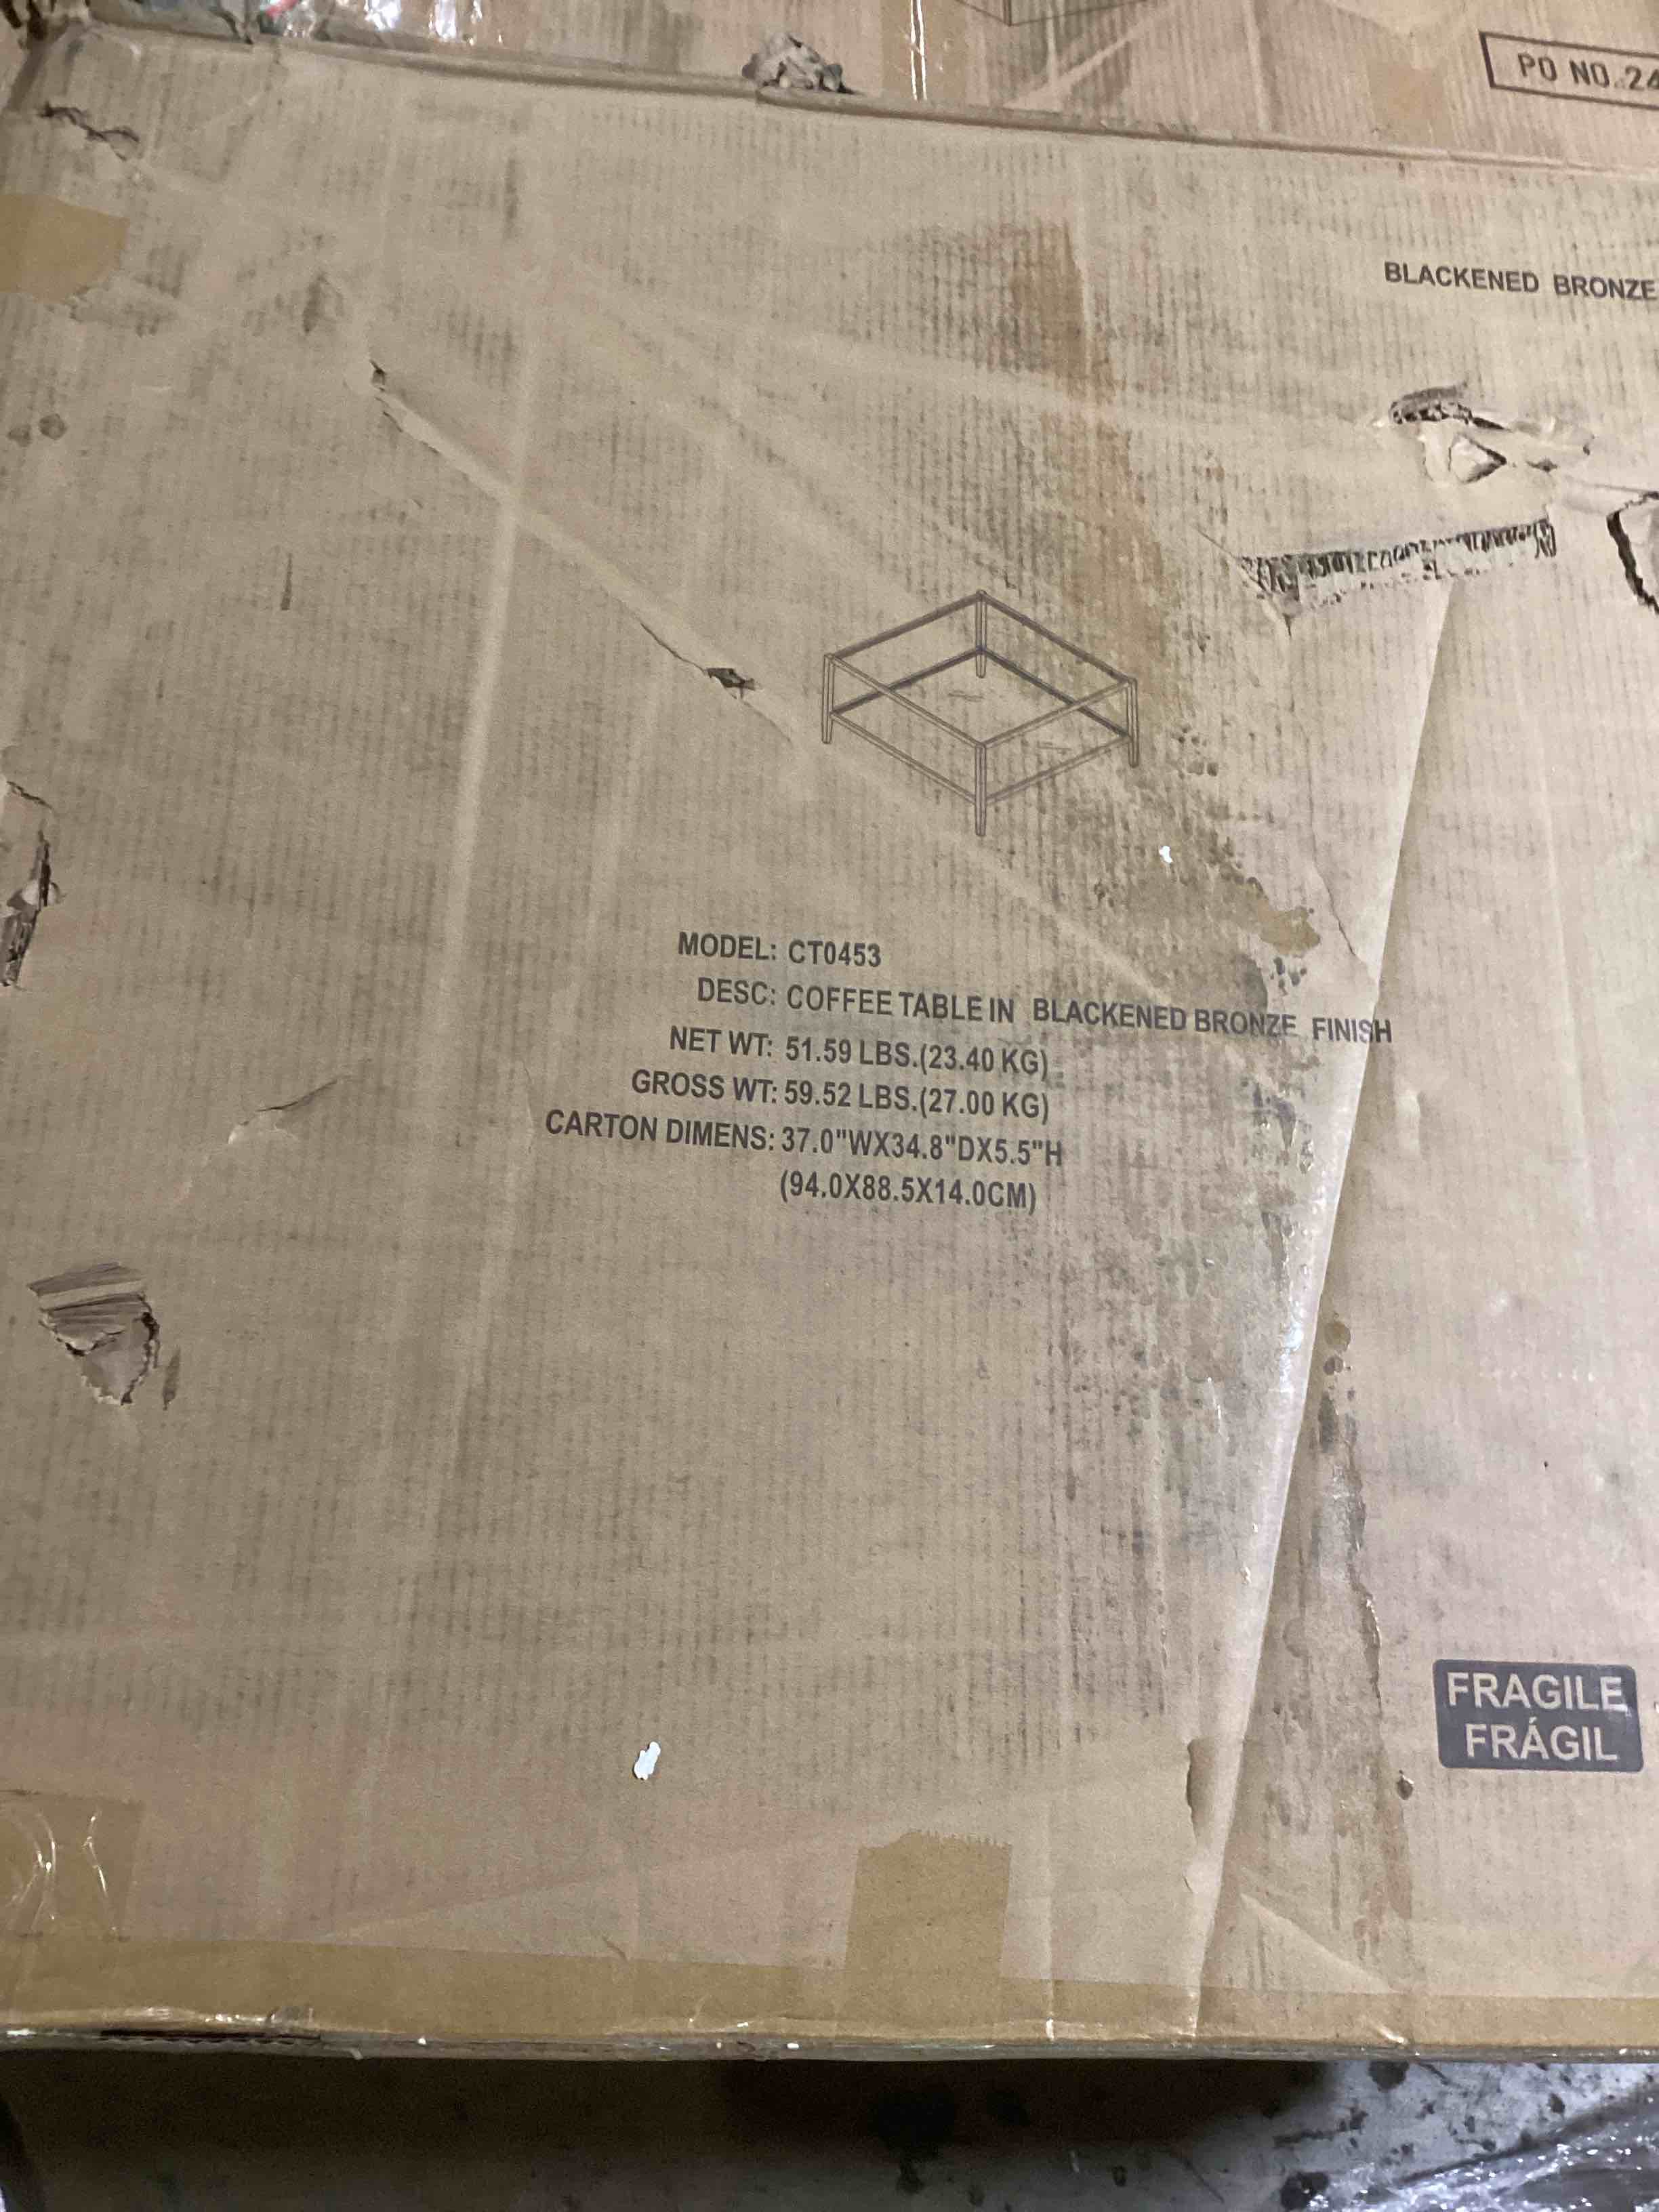 PO NO.:24
BLACKENED BRONZE
MODEL: CT0453
DESC: COFFEE TABLE IN BLACKENED BRONZE FINISH
NET WT: 51.59 LBS.(23.40 KG)
GROSS WT: 59.52 LBS.(27.00 KG)
CARTON DIMENS: 37.0"WX34.8"DX5.5"H
(94.0X88.5X14.0CM)
FRAGILE
FRÁGIL